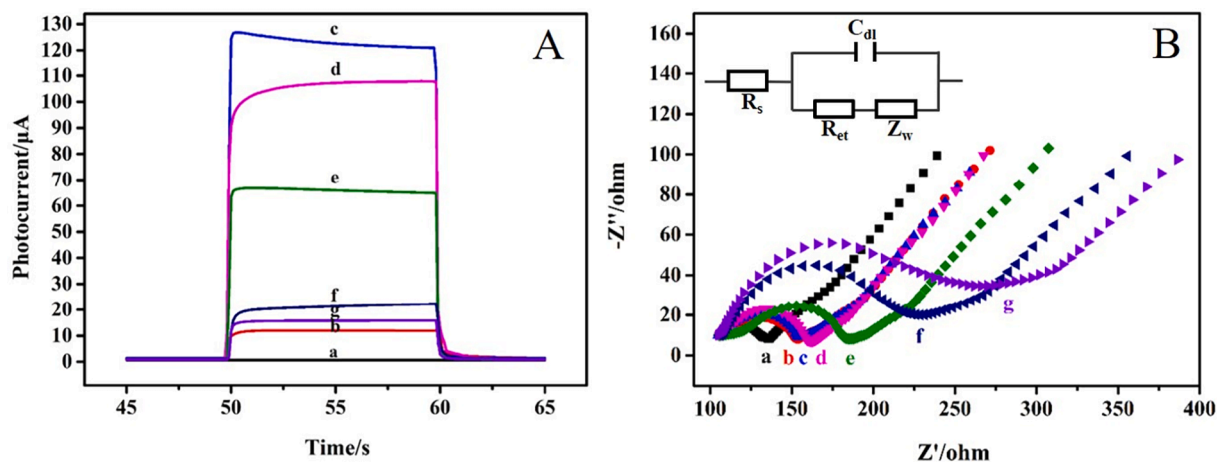 A
Photocurrent/µA
130
120
110
100
90
80
70
60
50
40
30
20
10
0
c
d
e
f
g
b
a
45
50
55
60
65
Time/s
B
-Z''/ohm
160
140
120
100
80
60
40
20
0
Cdl
Rs
Ret
Zw
a
b
c
d
e
f
g
100
150
200
250
300
350
400
Z'/ohm